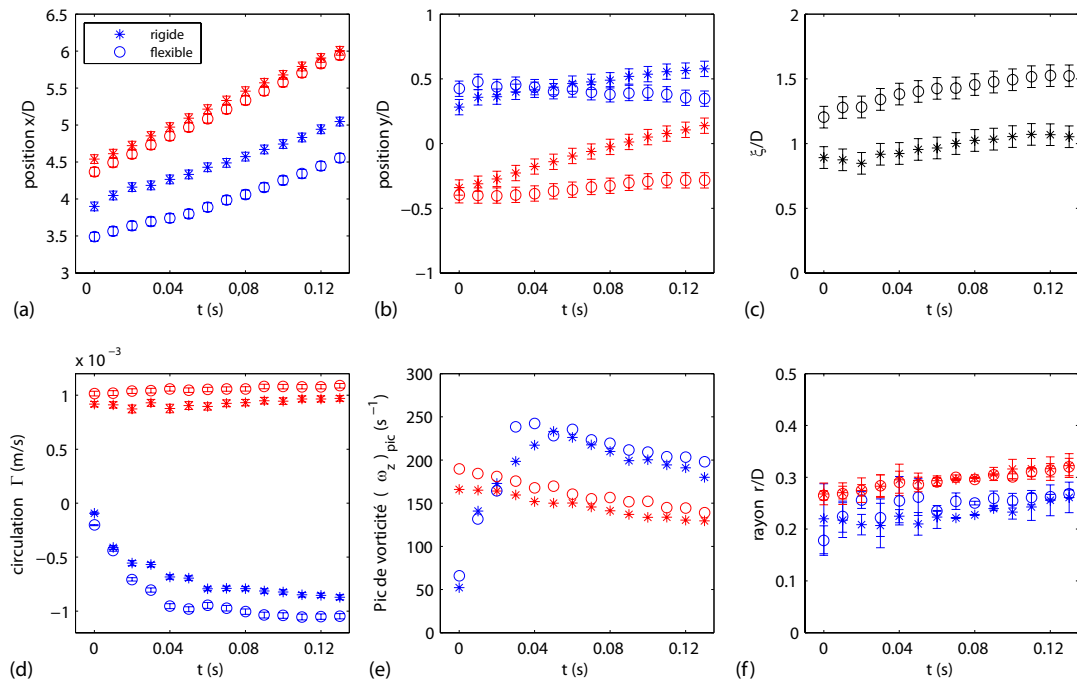 6.5
6
5.5
5
4.5
4
3.5
3
position x/D
rigide
flexible
0
0.04
0,08
0.12
t (s)
(a)
1
0.5
0
−0.5
−1
position y/D
0
0.04
0.08
0.12
t (s)
(b)
2
1.5
1
0.5
0
ξ/D
0
0.04
0.08
0.12
t (s)
(c)
x 10 −3
1
0.5
0
−0.5
−1
circulation Γ (m/s)
0
0.04
0.08
0.12
t (s)
(d)
300
250
200
150
100
50
0
Pic de vorticité ( ω z ) pic (s −1 )
0
0.04
0.08
0.12
t (s)
(e)
0.5
0.4
0.3
0.2
0.1
0
rayon r/D
0
0.04
0.08
0.12
t (s)
(f)